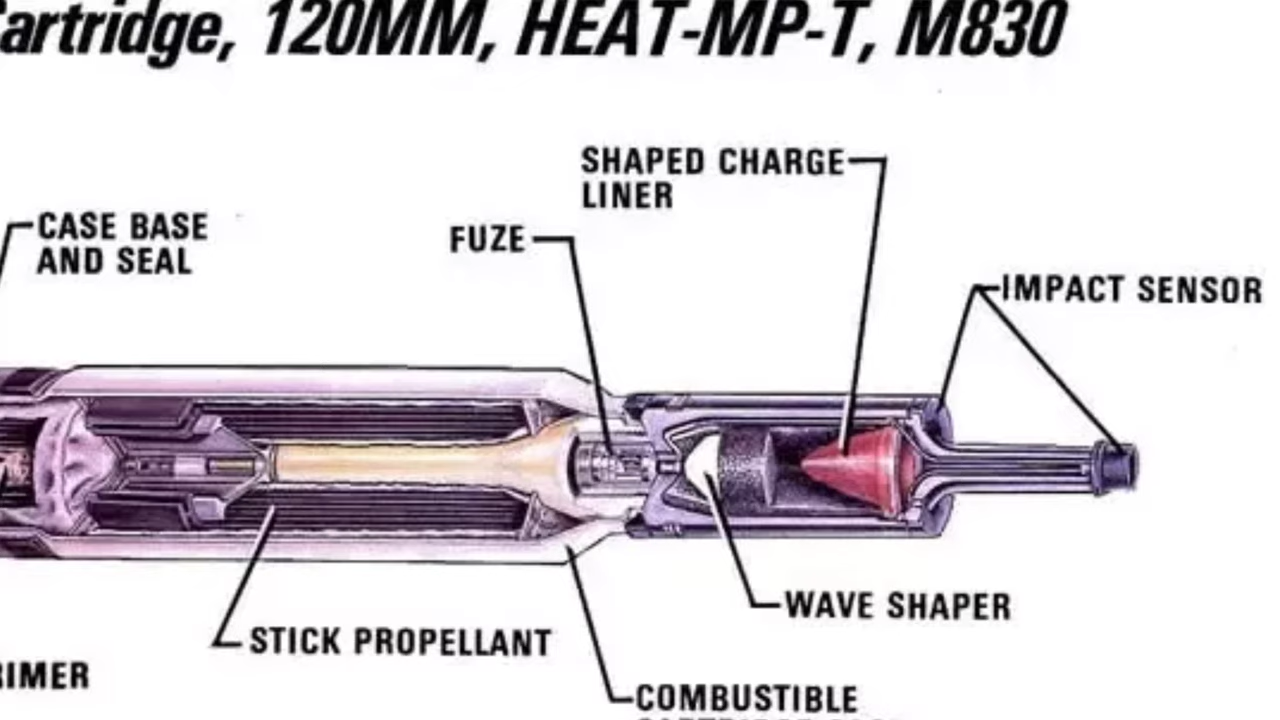 artridge, 120MM, HEAT-MP-T, M830
SHAPED CHARGE
LINER
CASE BASE
AND SEAL
FUZE
IMPACT SENSOR
WAVE SHAPER
STICK PROPELLANT
RIMER
COMBUSTIBLE